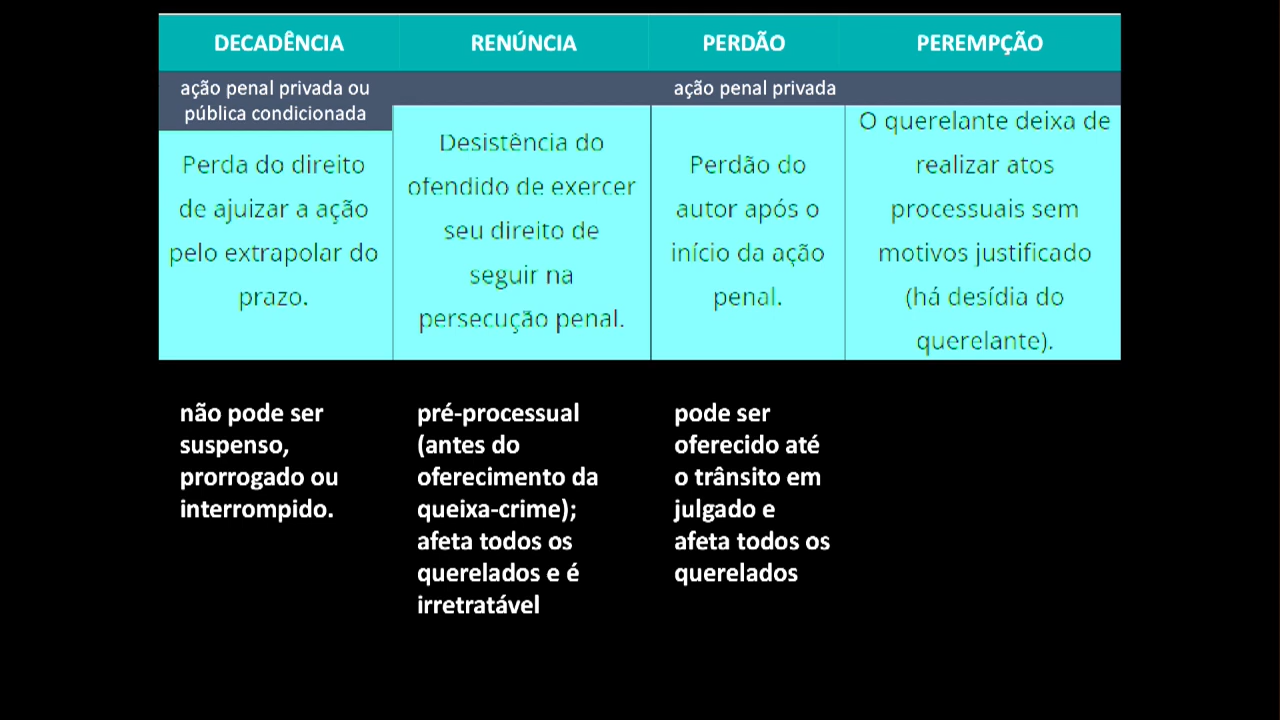 DECADÊNCIA
RENÚNCIA
PERDÃO
PEREMPÇÃO
ação penal privada ou
pública condicionada
ação penal privada
Perda do direito
de ajuizar a ação
pelo extrapolar do
prazo.
Desistência do
ofendido de exercer
seu direito de
seguir na
persecução penal.
Perdão do
autor após o
início da ação
penal.
O querelante deixa de
realizar atos
processuais sem
motivos justificado
(há desídia do
querelante).
não pode ser
suspenso,
prorrogado ou
interrompido.
pré-processual
(antes do
oferecimento da
queixa-crime);
afeta todos os
querelados e é
irretratável
pode ser
oferecido até
o trânsito em
julgado e
afeta todos os
querelados